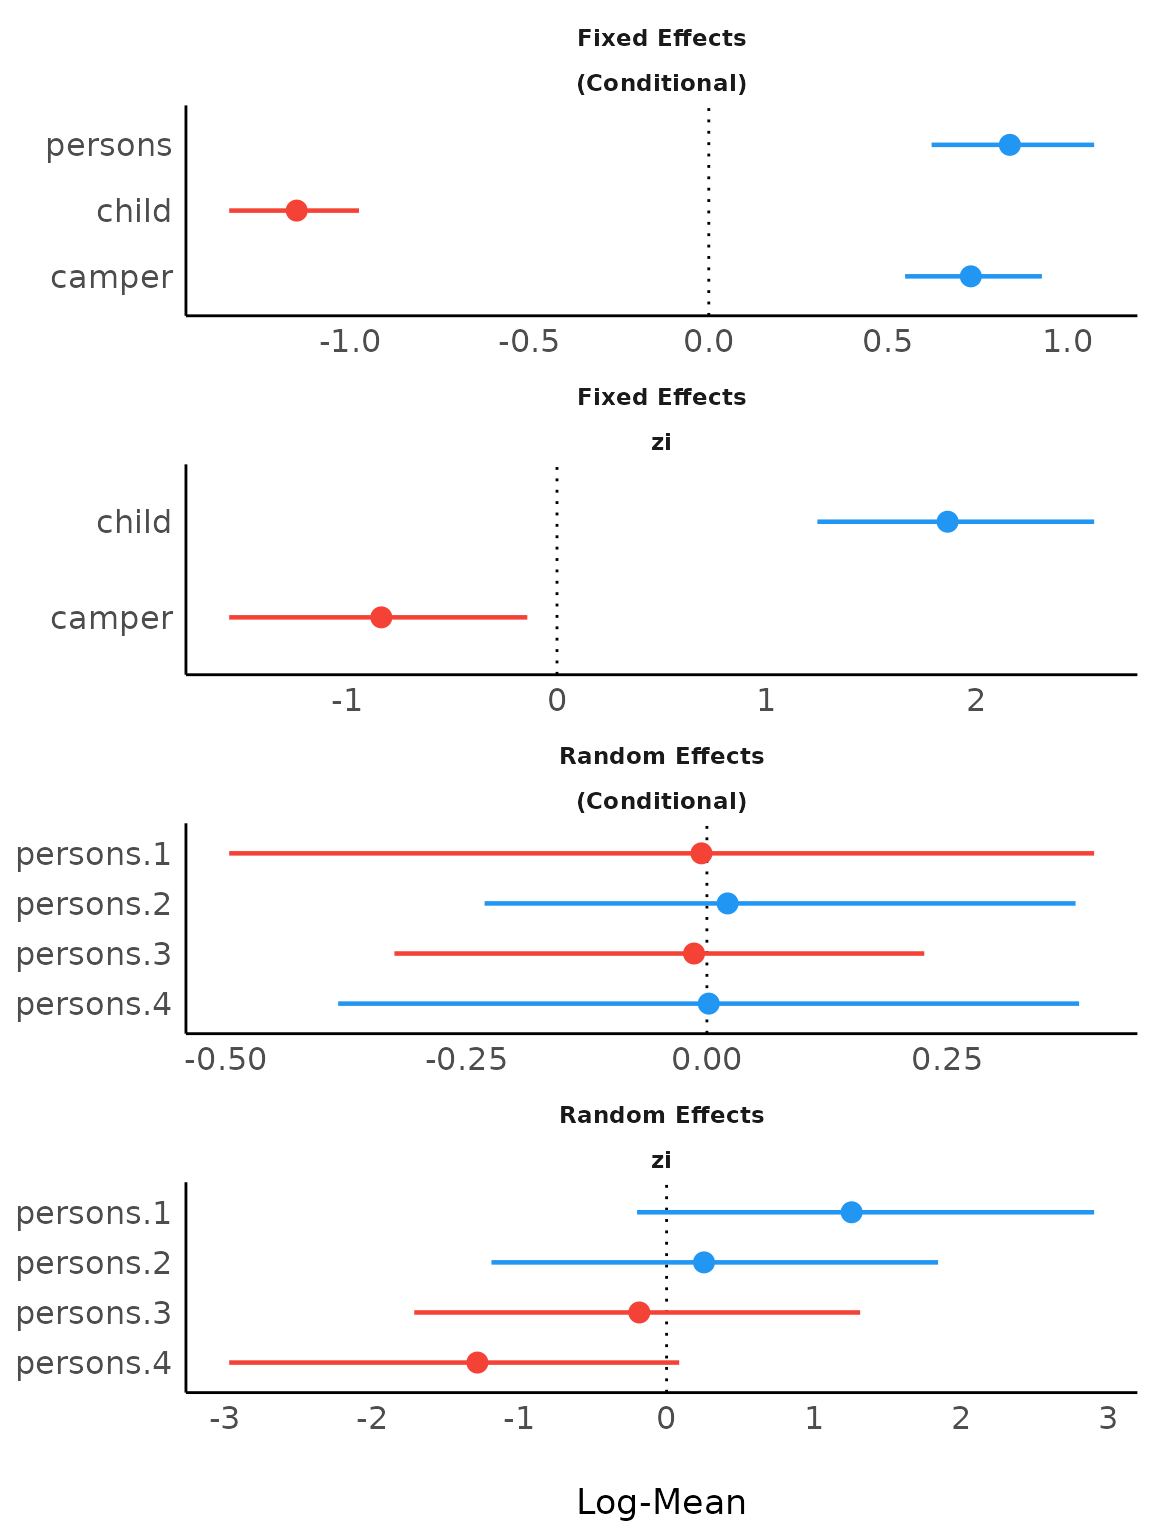 Fixed Effects
(Conditional)
persons
child
camper
-1.0 -0.5 0.0 0.5 1.0
Fixed Effects
zi
child
camper
-1 0 1 2
Random Effects
(Conditional)
persons.1
persons.2
persons.3
persons.4
-0.50 -0.25 0.00 0.25
Random Effects
zi
persons.1
persons.2
persons.3
persons.4
-3 -2 -1 0 1 2 3
Log-Mean